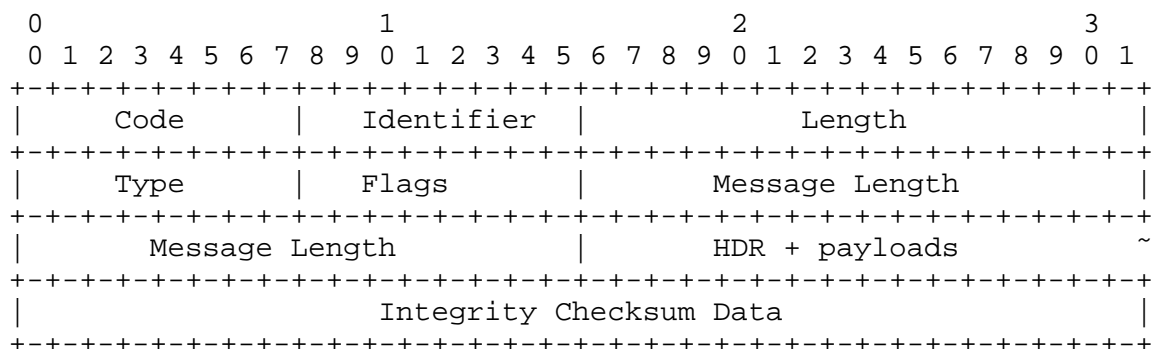 0                   1                   2                   3
 0 1 2 3 4 5 6 7 8 9 0 1 2 3 4 5 6 7 8 9 0 1 2 3 4 5 6 7 8 9 0 1
+-+-+-+-+-+-+-+-+-+-+-+-+-+-+-+-+-+-+-+-+-+-+-+-+-+-+-+-+-+-+-+-+
|     Code      |   Identifier  |            Length             |
+-+-+-+-+-+-+-+-+-+-+-+-+-+-+-+-+-+-+-+-+-+-+-+-+-+-+-+-+-+-+-+-+
|     Type      |   Flags       |       Message Length          |
+-+-+-+-+-+-+-+-+-+-+-+-+-+-+-+-+-+-+-+-+-+-+-+-+-+-+-+-+-+-+-+-+
|       Message Length          |       HDR + payloads          ~
+-+-+-+-+-+-+-+-+-+-+-+-+-+-+-+-+-+-+-+-+-+-+-+-+-+-+-+-+-+-+-+-+
|                    Integrity Checksum Data                    |
+-+-+-+-+-+-+-+-+-+-+-+-+-+-+-+-+-+-+-+-+-+-+-+-+-+-+-+-+-+-+-+-+